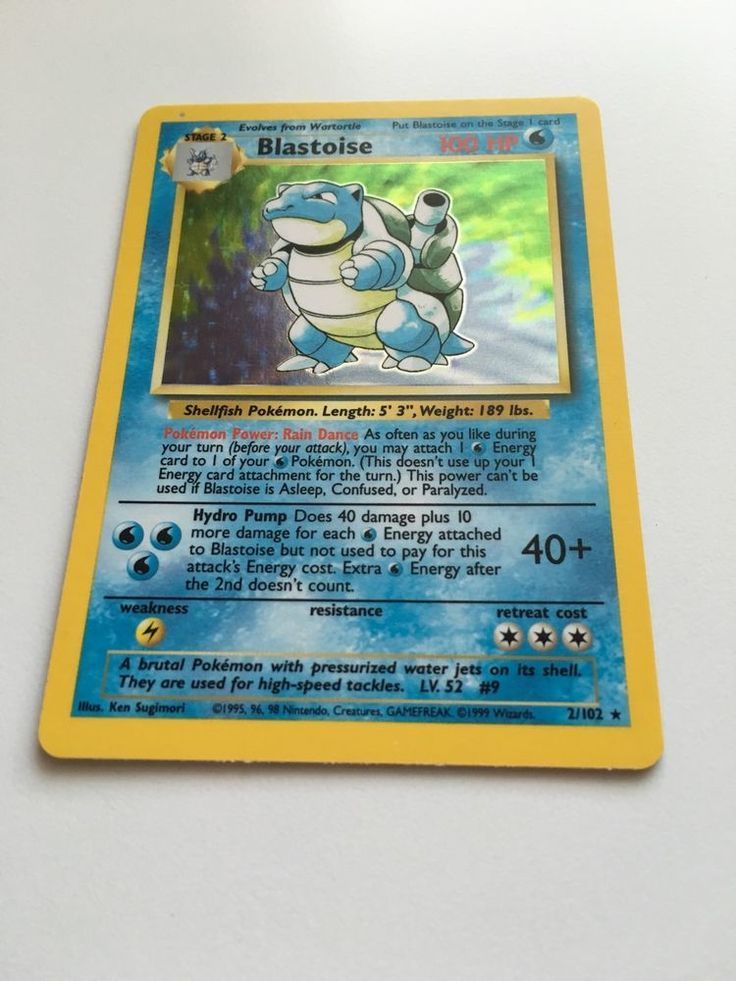 Evolves from Wartortle Put Blastoise on the Stage 1 card
STAGE 2
Blastoise 100 HP
Shellfish Pokémon. Length: 5' 3", Weight: 189 lbs.
Pokémon Power: Rain Dance As often as you like during
your turn (before your attack), you may attach 1 Energy
card to 1 of your Pokémon. (This doesn't use up your 1
Energy card attachment for the turn.) This power can't be
used if Blastoise is Asleep, Confused, or Paralyzed.
Hydro Pump Does 40 damage plus 10
more damage for each Energy attached
to Blastoise but not used to pay for this
attack's Energy cost. Extra Energy after
the 2nd doesn't count.
40+
weakness resistance retreat cost
A brutal Pokémon with pressurized water jets on its shell.
They are used for high-speed tackles. LV. 52 #9
Illus. Ken Sugimori ©1995, 96, 98 Nintendo, Creatures, GAMEFREAK. ©1999 Wizards. 2/102 ★